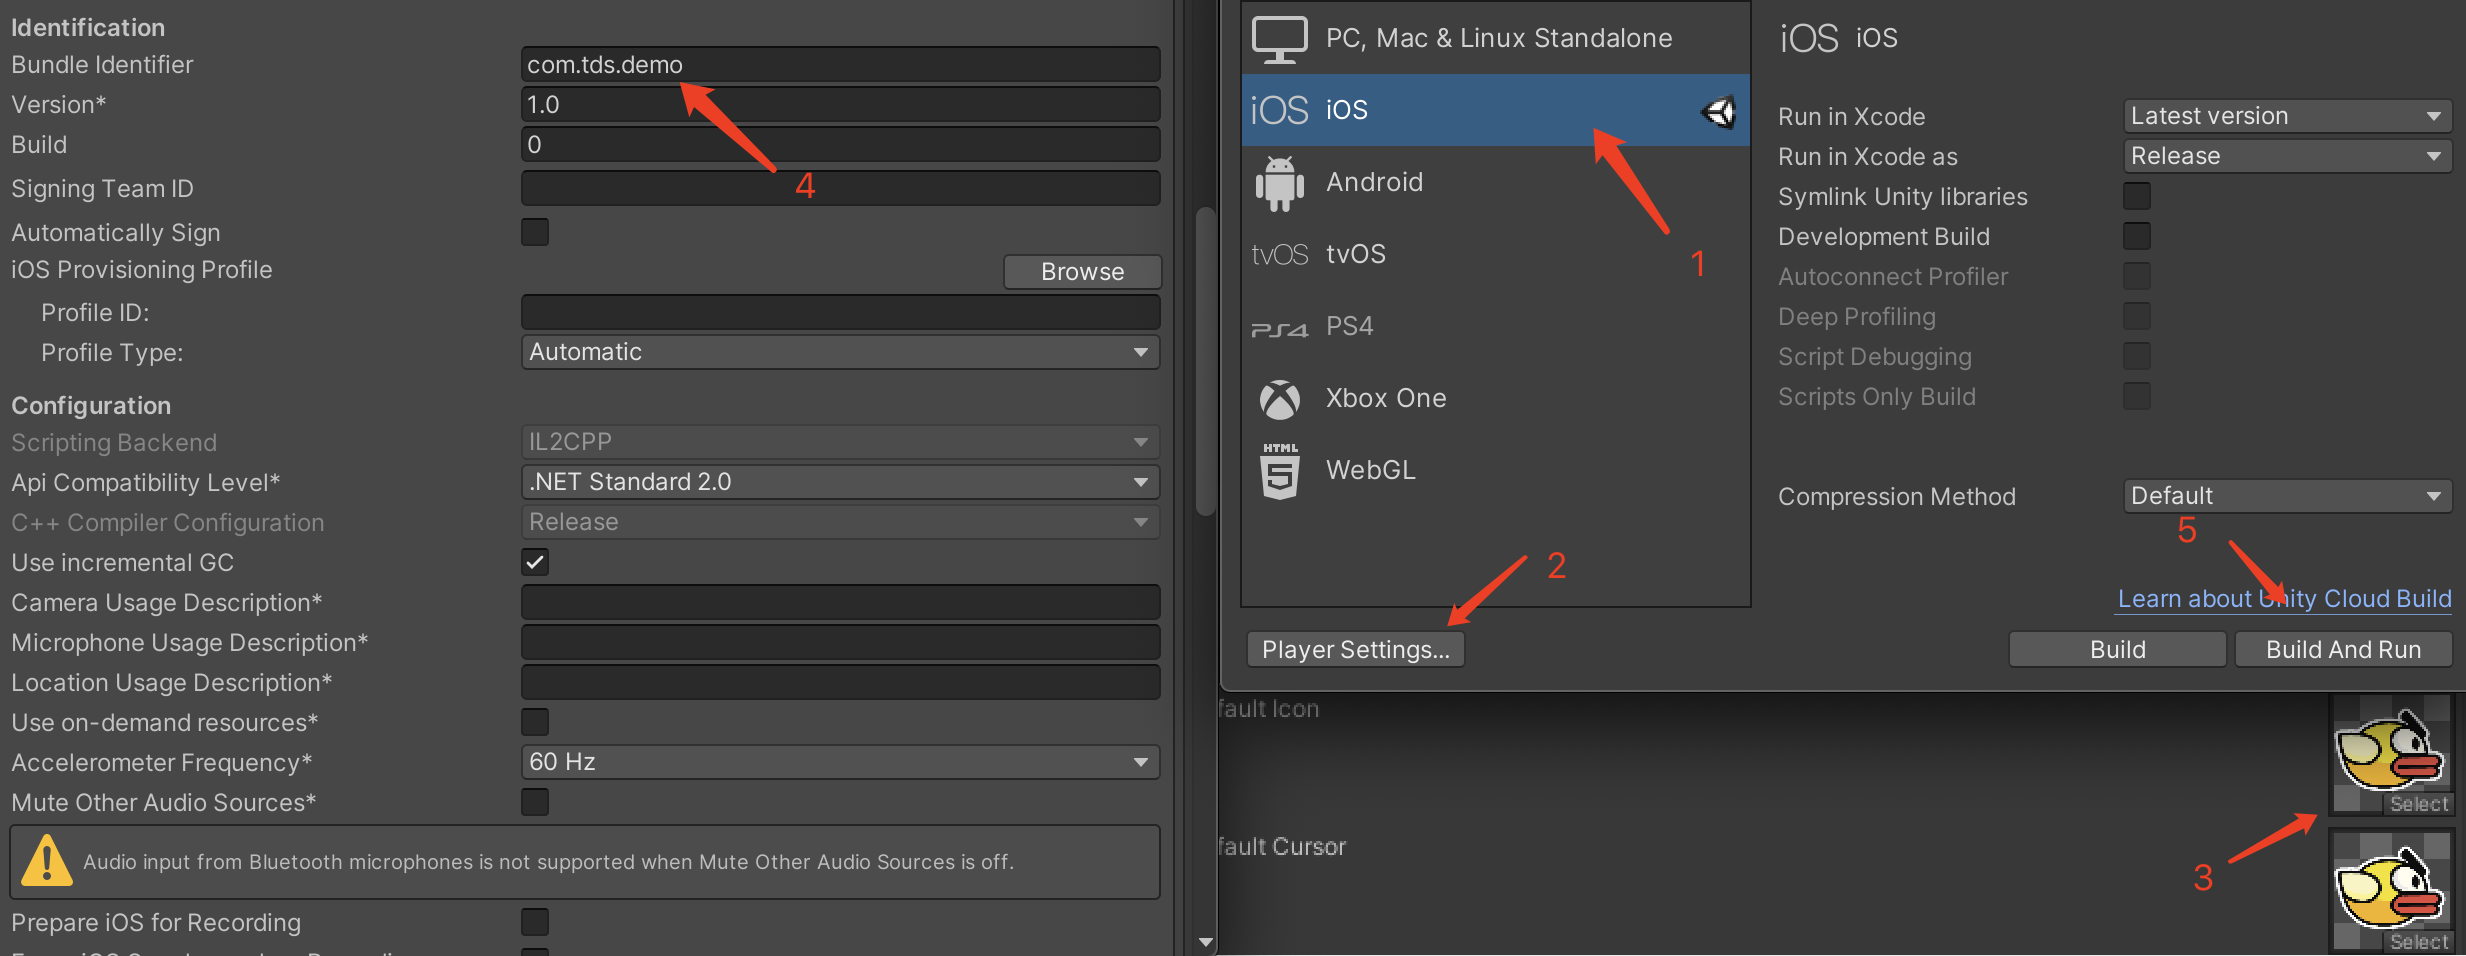 Identification
Bundle Identifier
com.tds.demo
Version*
1.0
Build
0
4
Signing Team ID
Automatically Sign
iOS Provisioning Profile
Browse
Profile ID:
Profile Type:
Automatic
Configuration
Scripting Backend
IL2CPP
Api Compatibility Level*
.NET Standard 2.0
C++ Compiler Configuration
Release
Use incremental GC
Camera Usage Description*
Microphone Usage Description*
Location Usage Description*
Use on-demand resources*
Accelerometer Frequency*
60 Hz
Mute Other Audio Sources*
Audio input from Bluetooth microphones is not supported when Mute Other Audio Sources is off.
Prepare iOS for Recording
PC, Mac & Linux Standalone
iOS iOS
1
Android
tvOS tvOS
PS4 PS4
Xbox One
HTML
5
WebGL
2
Player Settings...
iOS iOS
Run in Xcode
Latest version
Run in Xcode as
Release
Symlink Unity libraries
Development Build
Autoconnect Profiler
Deep Profiling
Script Debugging
Scripts Only Build
Compression Method
Default
5
Learn about Unity Cloud Build
Build
Build And Run
fault Icon
Select
fault Cursor
3
Select